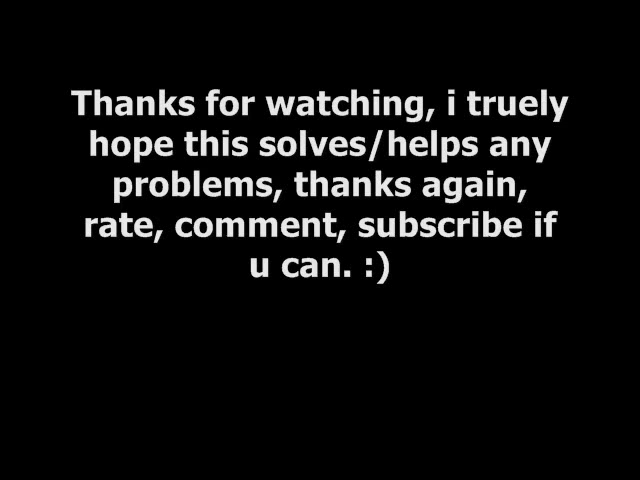 Thanks for watching, i truely
hope this solves/helps any
problems, thanks again,
rate, comment, subscribe if
u can. :)